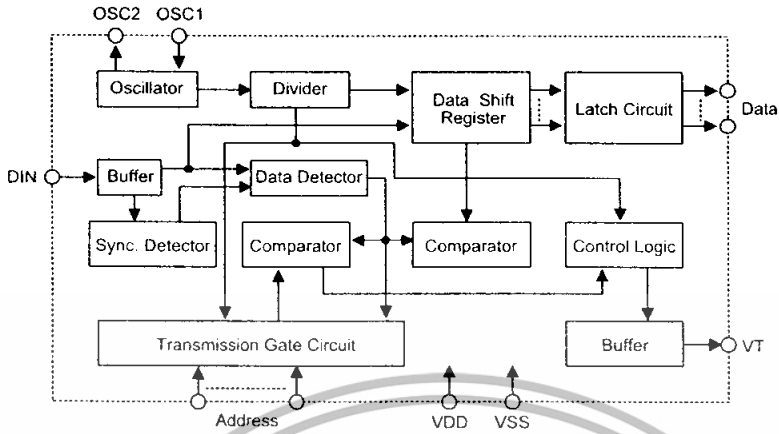 OSC2 OSC1
Oscillator
Divider
Data Shift
Register
Latch Circuit
Data
DIN
Buffer
Data Detector
Sync. Detector
Comparator
Comparator
Control Logic
Transmission Gate Circuit
Buffer
VT
Address
VDD
VSS